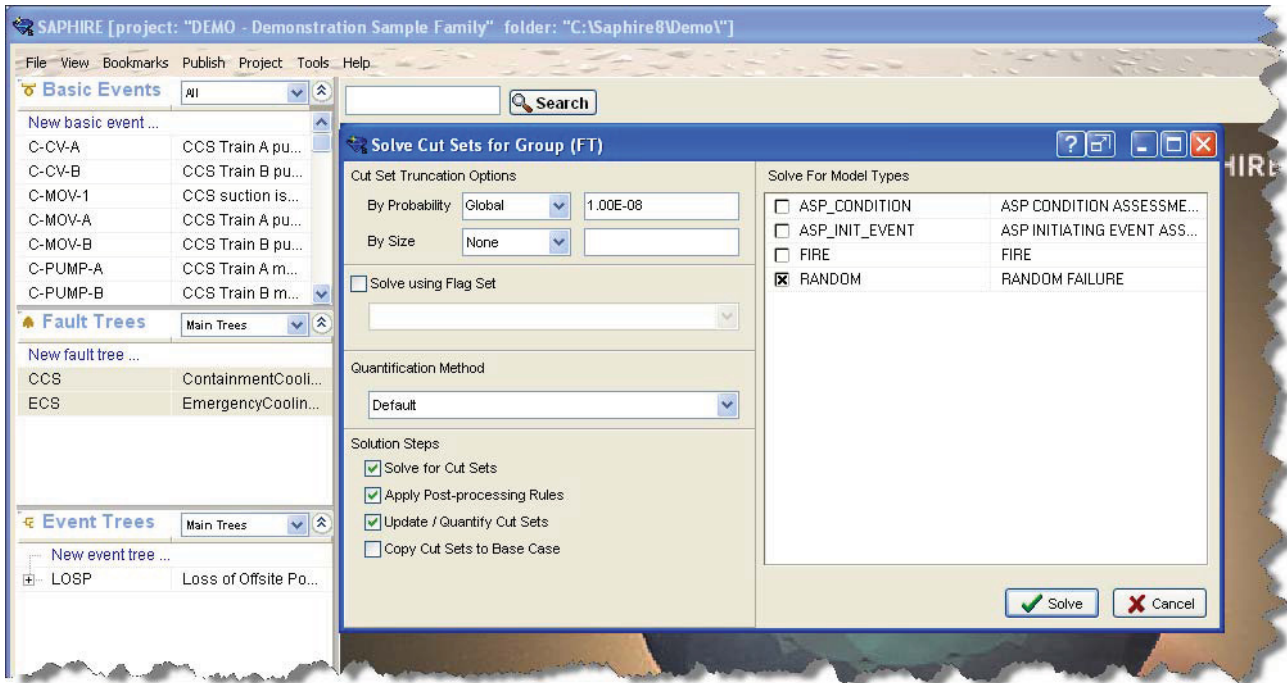 SAPHIRE [project: "DEMO - Demonstration Sample Family" folder: "C:\Saphire8\Demo\"]
File View Bookmarks Publish Project Tools Help
Basic Events All
Search
New basic event ...
C-CV-A CCS Train A pu...
C-CV-B CCS Train B pu...
C-MOV-1 CCS suction is...
C-MOV-A CCS Train A pu...
C-MOV-B CCS Train B pu...
C-PUMP-A CCS Train A m...
C-PUMP-B CCS Train B m...
Fault Trees Main Trees
New fault tree ...
CCS ContainmentCooli...
ECS EmergencyCoolin...
Event Trees Main Trees
New event tree ...
LOSP Loss of Offsite Po...
Solve Cut Sets for Group (FT)
Cut Set Truncation Options
By Probability Global 1.00E-08
By Size None
Solve using Flag Set
Quantification Method
Default
Solution Steps
Solve for Cut Sets
Apply Post-processing Rules
Update / Quantify Cut Sets
Copy Cut Sets to Base Case
Solve For Model Types
ASP_CONDITION ASP CONDITION ASSESSME...
ASP_INIT_EVENT ASP INITIATING EVENT ASS...
FIRE FIRE
RANDOM RANDOM FAILURE
Solve Cancel